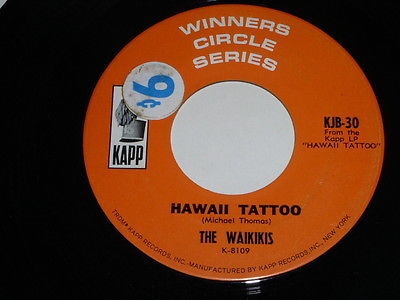 WINNERS
CIRCLE
SERIES
9¢
KAPP
KJB-30
From the
Kapp LP
"HAWAII TATTOO"
HAWAII TATTOO
(Michael Thomas)
THE WAIKIKIS
K-8109
KAPP RECORDS, INC.-MANUFACTURED BY KAPP RECORDS, INC., NEW YORK